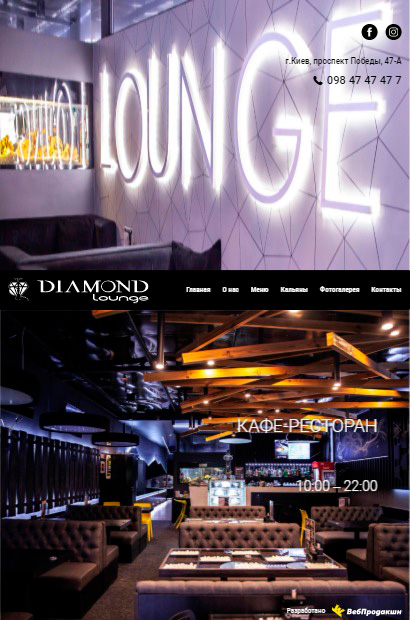 LOUNGE
г.Киев, проспект Победы, 47-А
098 47 47 47 7
DIAMOND
Lounge
Главная О нас Меню Кальяны Фотогалерея Контакты
КАФЕ-РЕСТОРАН
10:00 – 22:00
Разработано ВебПродакшн